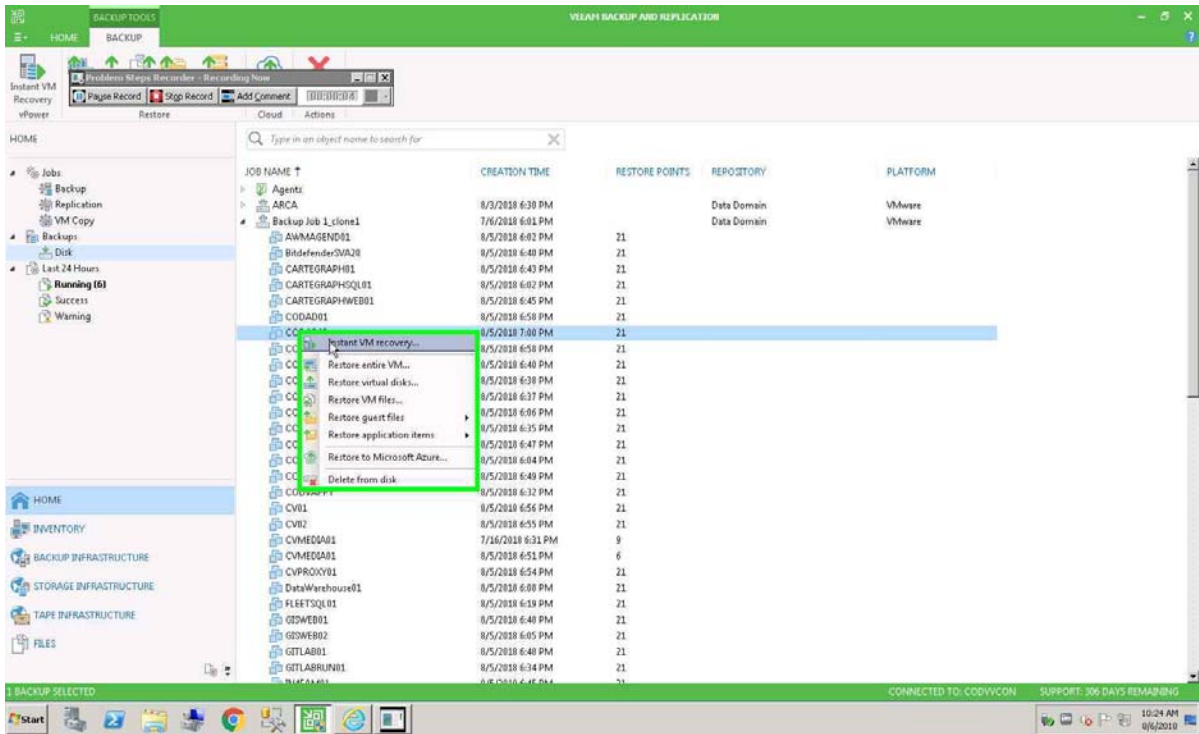 BACKUP TOOLS
VEEAM BACKUP AND REPLICATION
HOME BACKUP
Problem Steps Recorder - Recording Now
Instant VM
Recovery
Pause Record Stop Record Add Comment 00:00:04
vPower Restore Cloud Actions
HOME
Type in an object name to search for
Jobs
Backup
Replication
VM Copy
Backups
Disk
Last 24 Hours
Running (6)
Success
Warning
JOB NAME CREATION TIME RESTORE POINTS REPOSITORY PLATFORM
Agents
ARCA 8/3/2018 6:30 PM Data Domain VMware
Backup Job 1_clone1 7/6/2018 6:01 PM Data Domain VMware
AWMAGEND01 8/5/2018 6:02 PM 21
BitdefenderSVA20 8/5/2018 6:40 PM 21
CARTEGRAPH01 8/5/2018 6:43 PM 21
CARTEGRAPHSQL01 8/5/2018 6:02 PM 21
CARTEGRAPHWEB01 8/5/2018 6:45 PM 21
CODAD01 8/5/2018 6:58 PM 21
8/5/2018 7:00 PM 21
8/5/2018 6:58 PM 21
8/5/2018 6:40 PM 21
8/5/2018 6:38 PM 21
8/5/2018 6:37 PM 21
8/5/2018 6:06 PM 21
8/5/2018 6:35 PM 21
8/5/2018 6:47 PM 21
8/5/2018 6:04 PM 21
8/5/2018 6:49 PM 21
8/5/2018 6:32 PM 21
CV01 8/5/2018 6:56 PM 21
CV02 8/5/2018 6:55 PM 21
CVMEDIA01 7/16/2018 6:31 PM 9
CVMEDIA01 8/5/2018 6:51 PM 6
CVPROXY01 8/5/2018 6:54 PM 21
DataWarehouse01 8/5/2018 6:08 PM 21
FLEETSQL01 8/5/2018 6:19 PM 21
GISWEB01 8/5/2018 6:40 PM 21
GISWEB02 8/5/2018 6:05 PM 21
GITLAB01 8/5/2018 6:40 PM 21
GITLABRUN01 8/5/2018 6:34 PM 21
Instant VM recovery...
Restore entire VM...
Restore virtual disks...
Restore VM files...
Restore guest files
Restore application items
Restore to Microsoft Azure...
Delete from disk
HOME
INVENTORY
BACKUP INFRASTRUCTURE
STORAGE INFRASTRUCTURE
TAPE INFRASTRUCTURE
FILES
1 BACKUP SELECTED CONNECTED TO: CODVVCON SUPPORT: 306 DAYS REMAINING
Start
10:24 AM
8/6/2018